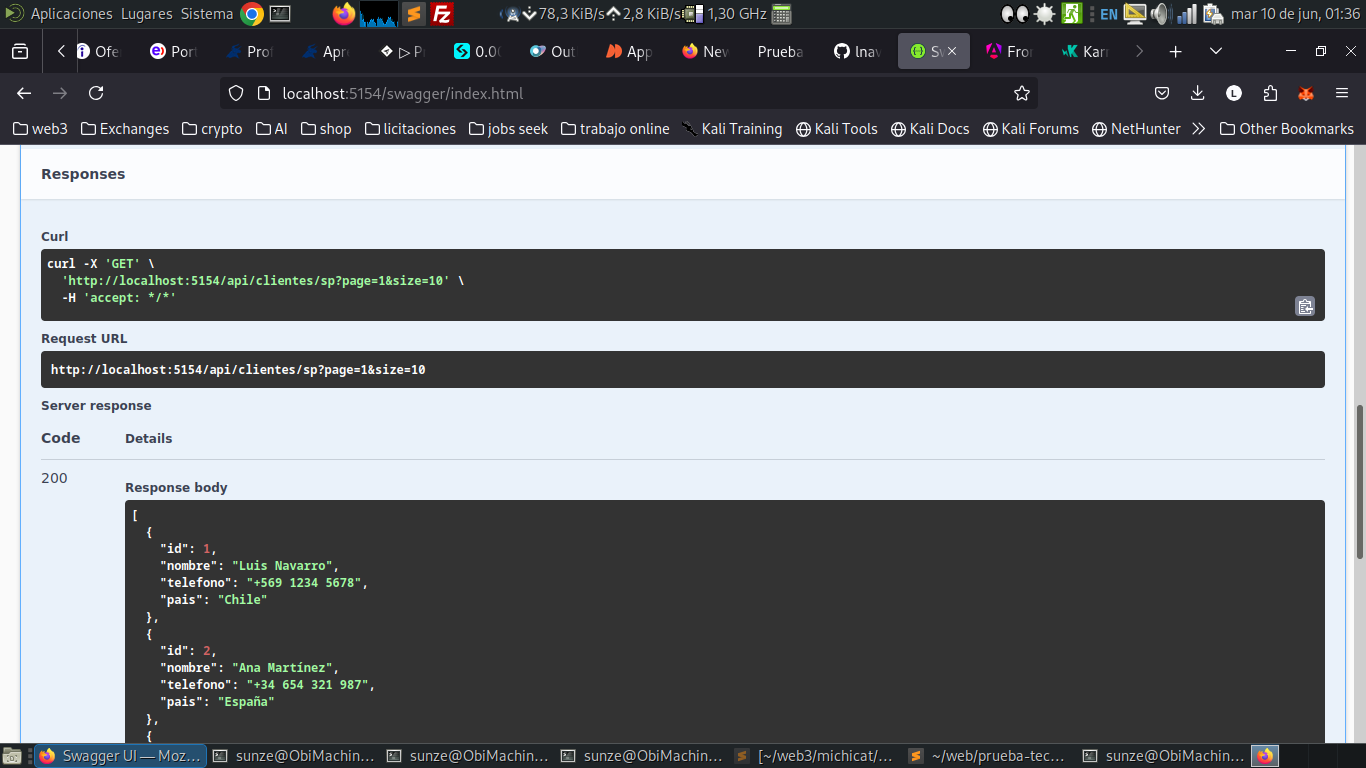 Aplicaciones Lugares Sistema 78,3 KiB/s 2,8 KiB/s 1,30 GHz EN mar 10 de jun, 01:36
Ofe Port Prof Apre ▷ P 0.00 Out App New Prueba lnav Sw Fro Kar
localhost:5154/swagger/index.html L
web3 Exchanges crypto AI shop licitaciones jobs seek trabajo online Kali Training Kali Tools Kali Docs Kali Forums NetHunter Other Bookmarks
Responses
Curl
curl -X 'GET' \
'http://localhost:5154/api/clientes/sp?page=1&size=10' \
-H 'accept: */*'
Request URL
http://localhost:5154/api/clientes/sp?page=1&size=10
Server response
Code Details
200
Response body
[
{
"id": 1,
"nombre": "Luis Navarro",
"telefono": "+569 1234 5678",
"pais": "Chile"
},
{
"id": 2,
"nombre": "Ana Martínez",
"telefono": "+34 654 321 987",
"pais": "España"
},
{
Swagger UI — Moz... sunze@ObiMachin... sunze@ObiMachin... sunze@ObiMachin... [~/web3/michicat/... ~/web/prueba-tec... sunze@ObiMachin...